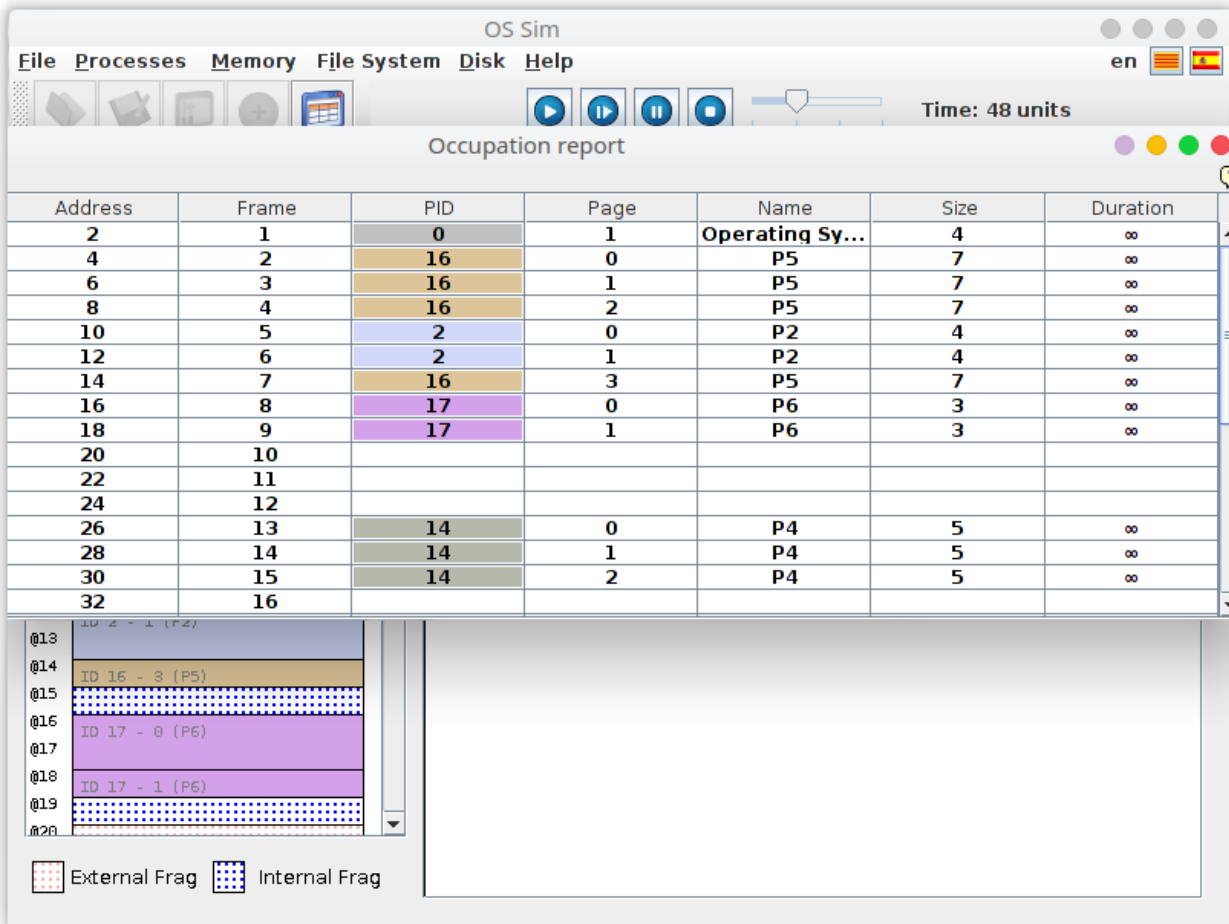 OS Sim
File Processes Memory File System Disk Help en
Time: 48 units
Occupation report
Address Frame PID Page Name Size Duration
2 1 0 1 Operating Sy... 4 ∞
4 2 16 0 P5 7 ∞
6 3 16 1 P5 7 ∞
8 4 16 2 P5 7 ∞
10 5 2 0 P2 4 ∞
12 6 2 1 P2 4 ∞
14 7 16 3 P5 7 ∞
16 8 17 0 P6 3 ∞
18 9 17 1 P6 3 ∞
20 10
22 11
24 12
26 13 14 0 P4 5 ∞
28 14 14 1 P4 5 ∞
30 15 14 2 P4 5 ∞
32 16
ID 2 - 1 (P2)
@13
@14
ID 16 - 3 (P5)
@15
@16
ID 17 - 0 (P6)
@17
@18
ID 17 - 1 (P6)
@19
@20
External Frag Internal Frag